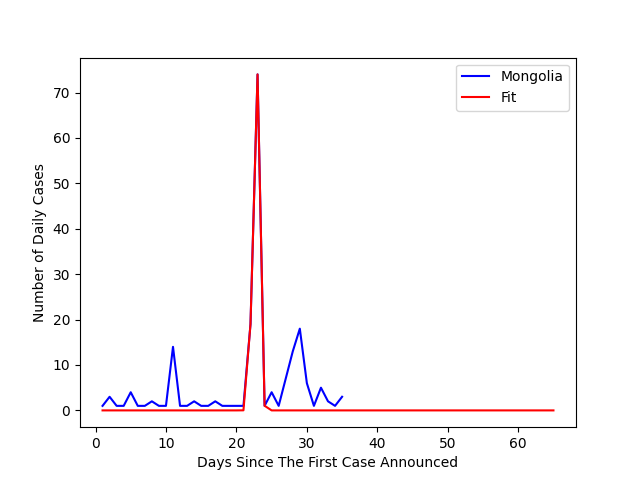 Mongolia
Fit
70
60
50
40
30
20
10
0
Number of Daily Cases
0 10 20 30 40 50 60
Days Since The First Case Announced